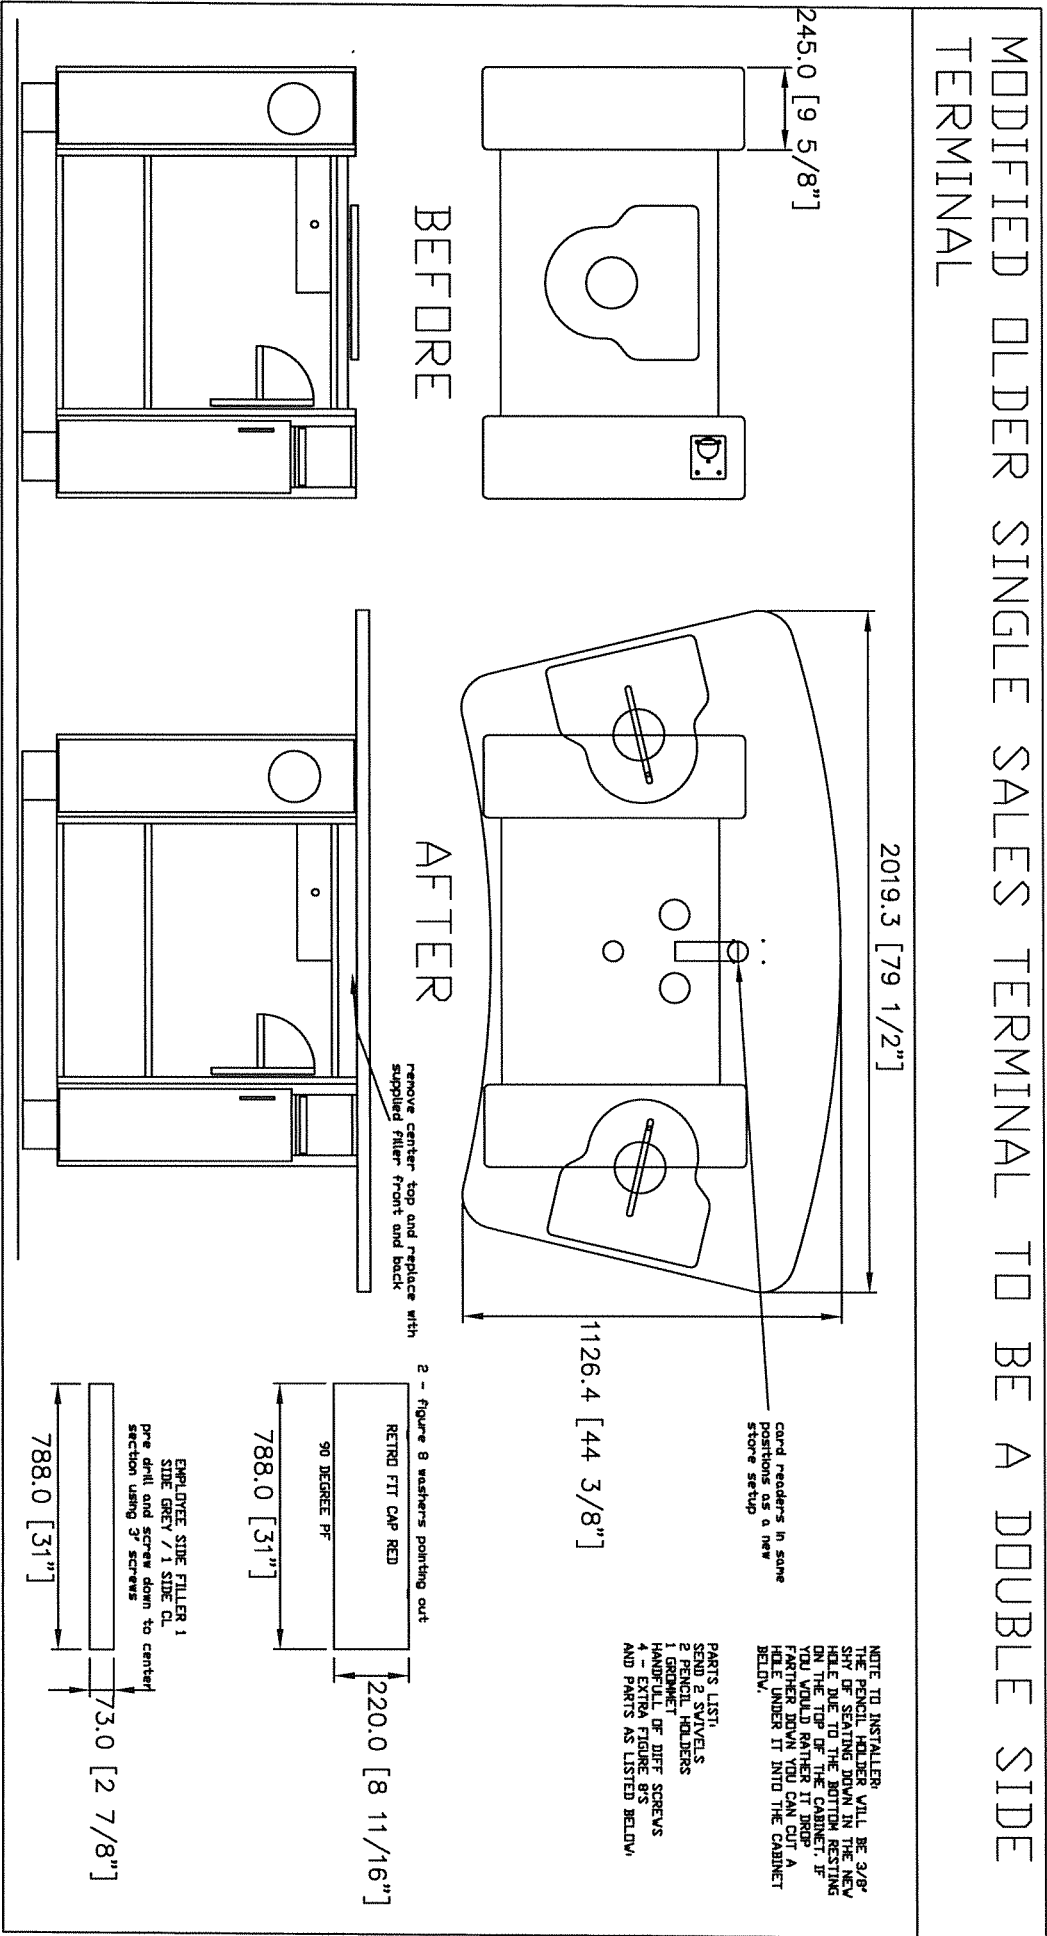 MODIFIED OLDER SINGLE SALES TERMINAL TO BE A DOUBLE SIDE
TERMINAL
245.0 [9 5/8"]
BEFORE
2019.3 [79 1/2"]
1126.4 [44 3/8"]
AFTER
card readers in same
positions as a new
store setup
NOTE TO INSTALLER:
THE PENCIL HOLDER WILL BE 3/8"
SHY OF SEATING DOWN IN THE NEW
HOLE DUE TO THE BOTTOM RESTING
ON THE TOP OF THE CABINET. IF
YOU WOULD RATHER IT DROP
FARTHER DOWN YOU CAN CUT A
HOLE UNDER IT INTO THE CABINET
BELOW.
PARTS LIST:
SEND 2 SWIVELS
2 PENCIL HOLDERS
1 GROMMET
HANDFULL OF DIFF SCREWS
4 - EXTRA FIGURE 8'S
AND PARTS AS LISTED BELOW:
remove center top and replace with
supplied filler front and back
2 - figure 8 washers pointing out
RETRO FIT CAP RED
90 DEGREE PF
220.0 [8 11/16"]
788.0 [31"]
EMPLOYEE SIDE FILLER 1
SIDE GREY / 1 SIDE CL
pre drill and screw down to center
section using 3" screws
73.0 [2 7/8"]
788.0 [31"]